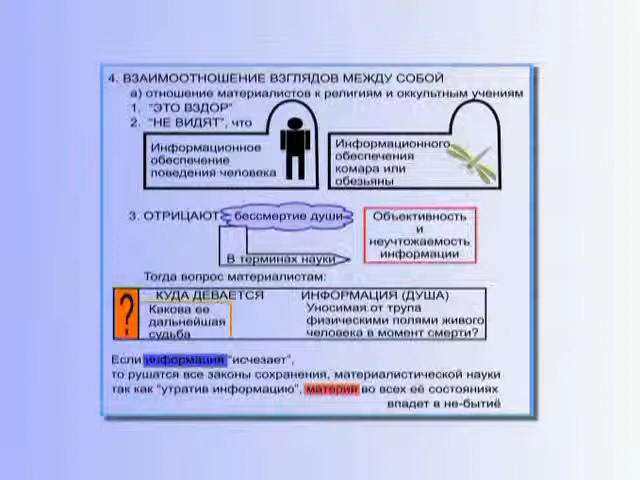 4. ВЗАИМООТНОШЕНИЕ ВЗГЛЯДОВ МЕЖДУ СОБОЙ
а) отношение материалистов к религиям и оккультным учениям
1. "ЭТО ВЗДОР"
2. "НЕ ВИДЯТ", что
Информационное
обеспечение
поведения человека
Информационного
обеспечения
комара или
обезьяны
3. ОТРИЦАЮТ бессмертие души
В терминах науки
Объективность
и
неучтожаемость
информации
Тогда вопрос материалистам:
?
КУДА ДЕВАЕТСЯ
Какова ее
дальнейшая
судьба
ИНФОРМАЦИЯ (ДУША)
Уносимая от трупа
физическими полями живого
человека в момент смерти?
Если информация "исчезает",
то рушатся все законы сохранения, материалистической науки
так как "утратив информацию", материя во всех её состояниях
впадет в не-бытиё